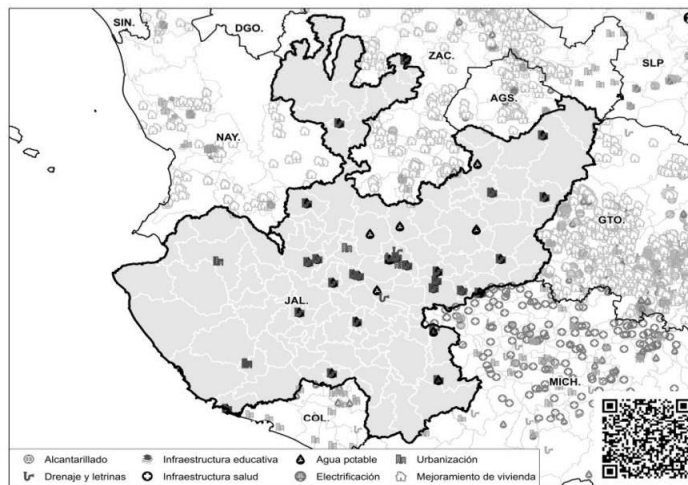 SIN.
DGO.
ZAC.
SLP
AGS.
NAY.
GTO.
JAL.
MICH.
COL.
Alcantarillado
Infraestructura educativa
Agua potable
Urbanización
Drenaje y letrinas
Infraestructura salud
Electrificación
Mejoramiento de vivienda